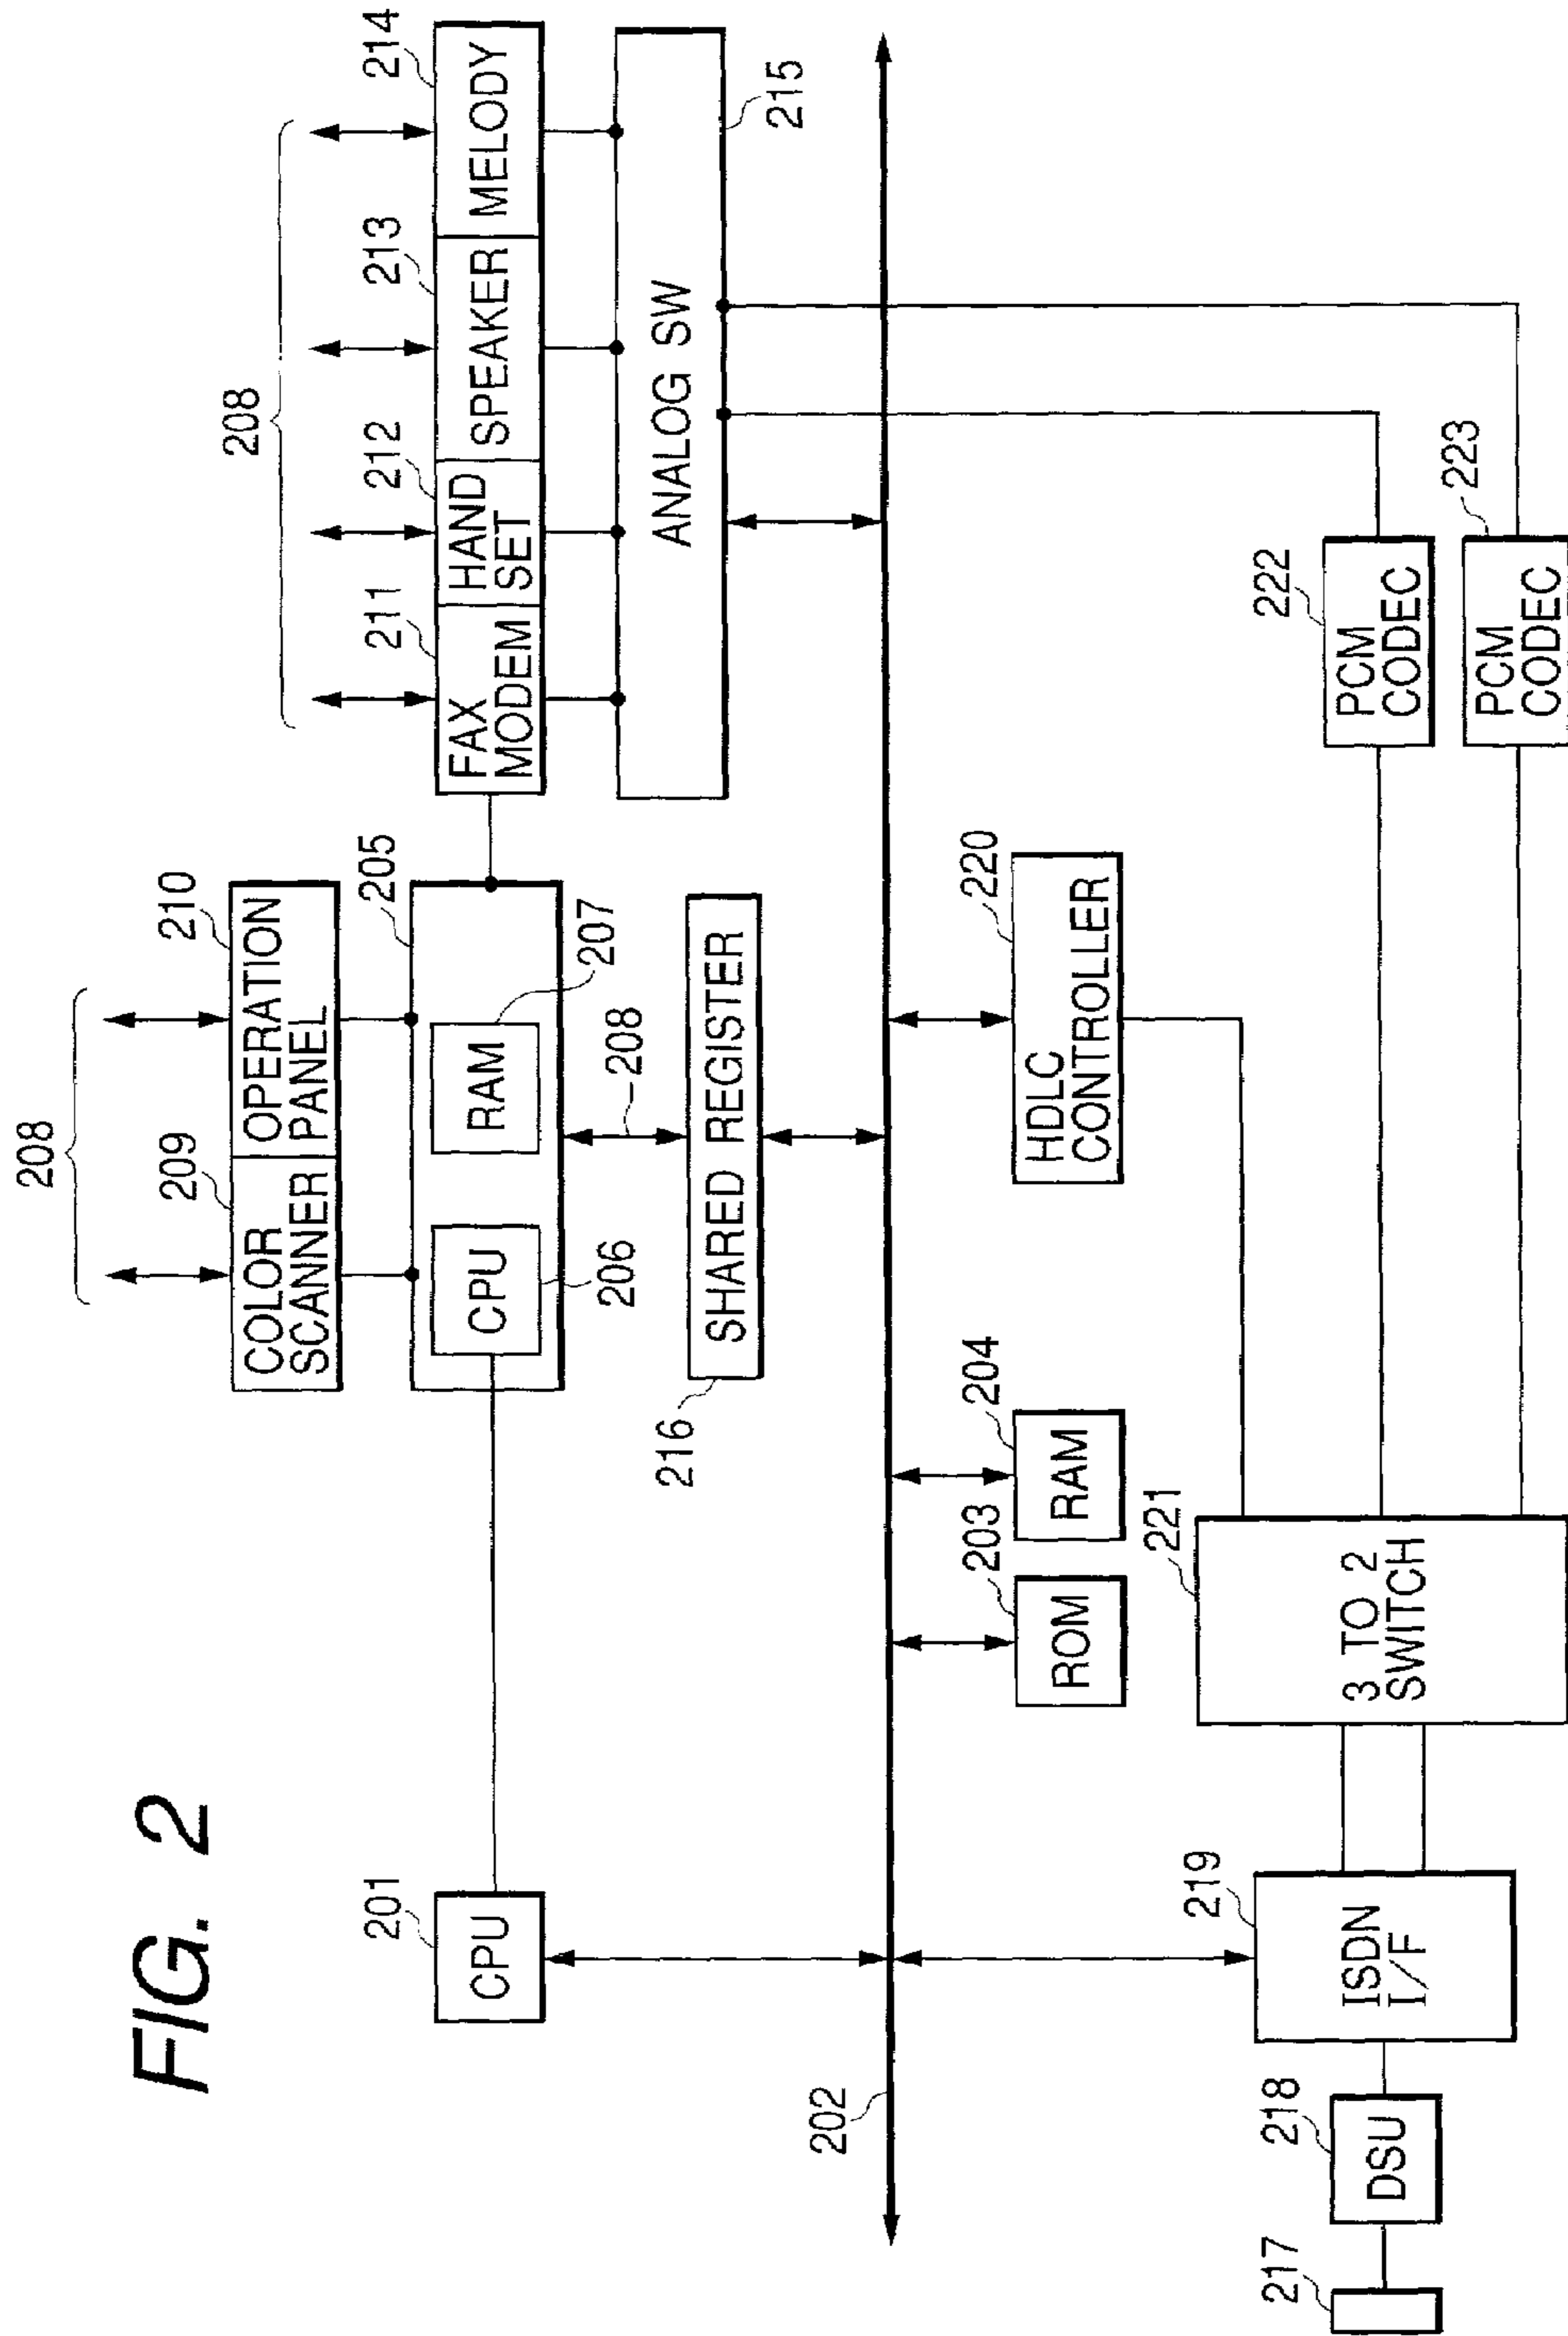 FIG. 2
208
209
210
COLOR
SCANNER
OPERATION
PANEL
205
CPU
206
RAM
207
208
216
SHARED REGISTER
201
CPU
208
211
212
213
214
FAX
MODEM
HAND
SET
SPEAKER
MELODY
ANALOG SW
215
202
203
ROM
204
RAM
220
HDLC
CONTROLLER
217
218
DSU
219
ISDN
I/F
221
3 TO 2
SWITCH
222
PCM
CODEC
223
PCM
CODEC